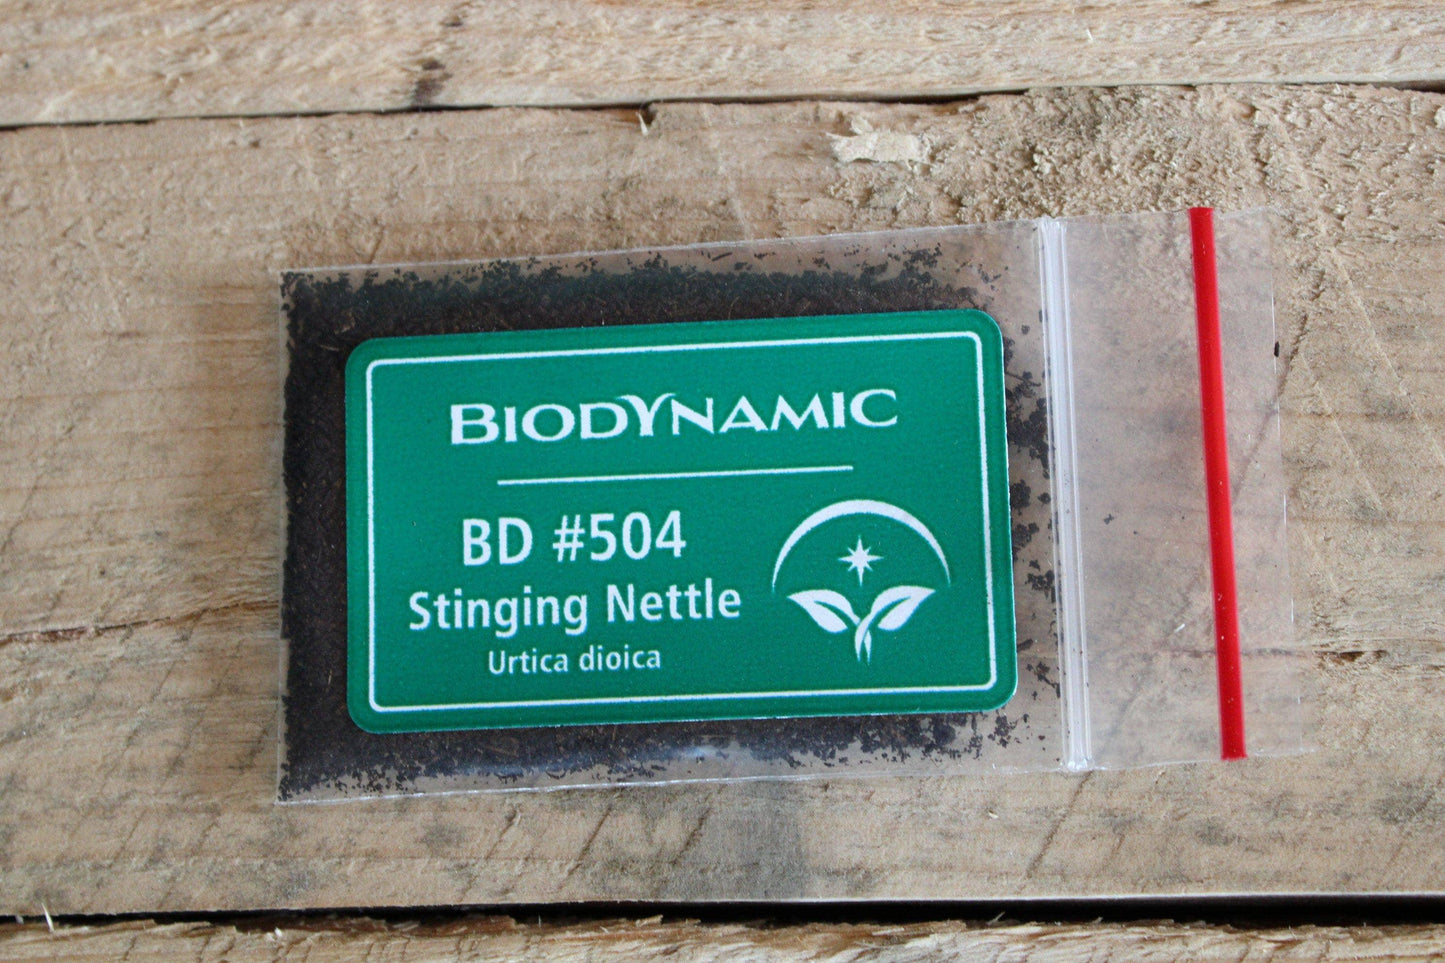 BIODYNAMIC
BD #504
Stinging Nettle
Urtica dioica